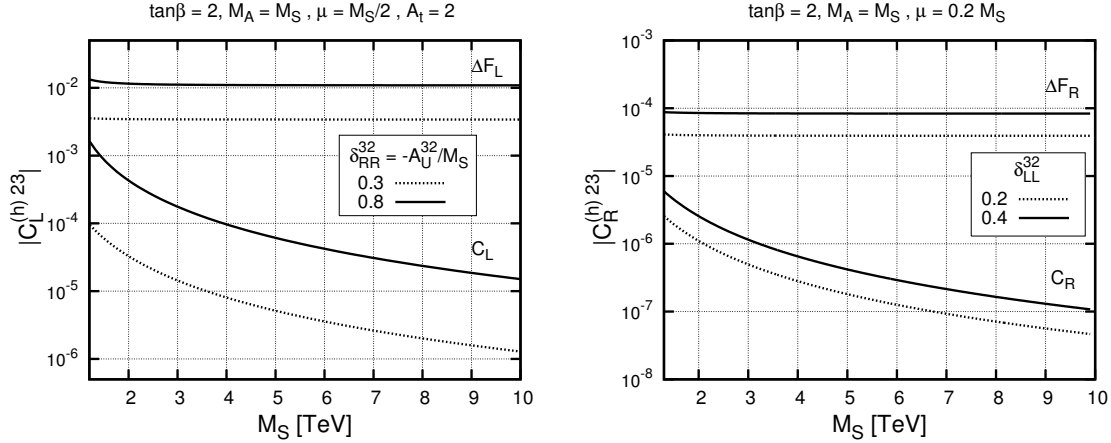 tanβ = 2, M_A = M_S , μ = M_S/2 , A_t = 2
|C_L^{(h) 23}|
10^{-2}
10^{-3}
10^{-4}
10^{-5}
10^{-6}
ΔF_L
δ_{RR}^{32} = -A_U^{32}/M_S
0.3
0.8
C_L
2 3 4 5 6 7 8 9 10
M_S [TeV]
tanβ = 2, M_A = M_S , μ = 0.2 M_S
|C_R^{(h) 23}|
10^{-3}
10^{-4}
10^{-5}
10^{-6}
10^{-7}
10^{-8}
ΔF_R
δ_{LL}^{32}
0.2
0.4
C_R
2 3 4 5 6 7 8 9 10
M_S [TeV]